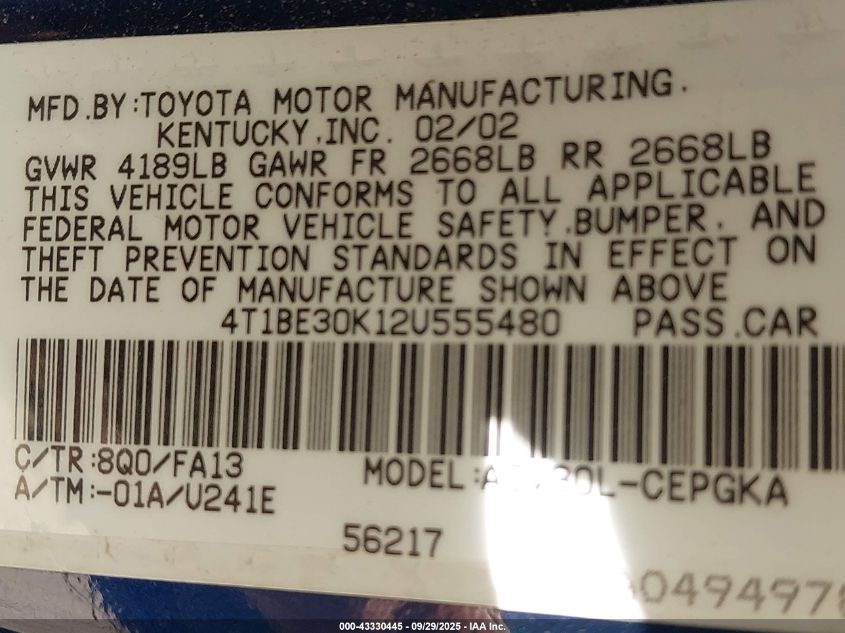 MFD.BY:TOYOTA MOTOR MANUFACTURING.
KENTUCKY,INC. 02/02
GVWR 4189LB GAWR FR 2668LB RR 2668LB
THIS VEHICLE CONFORMS TO ALL APPLICABLE
FEDERAL MOTOR VEHICLE SAFETY,BUMPER, AND
THEFT PREVENTION STANDARDS IN EFFECT ON
THE DATE OF MANUFACTURE SHOWN ABOVE
4T1BE30K12U555480 PASS.CAR
C/TR:8Q0/FA13
MODEL:
A/TM:-01A/U241E
56217
000-43330445 - 09/29/2025 - IAA Inc.